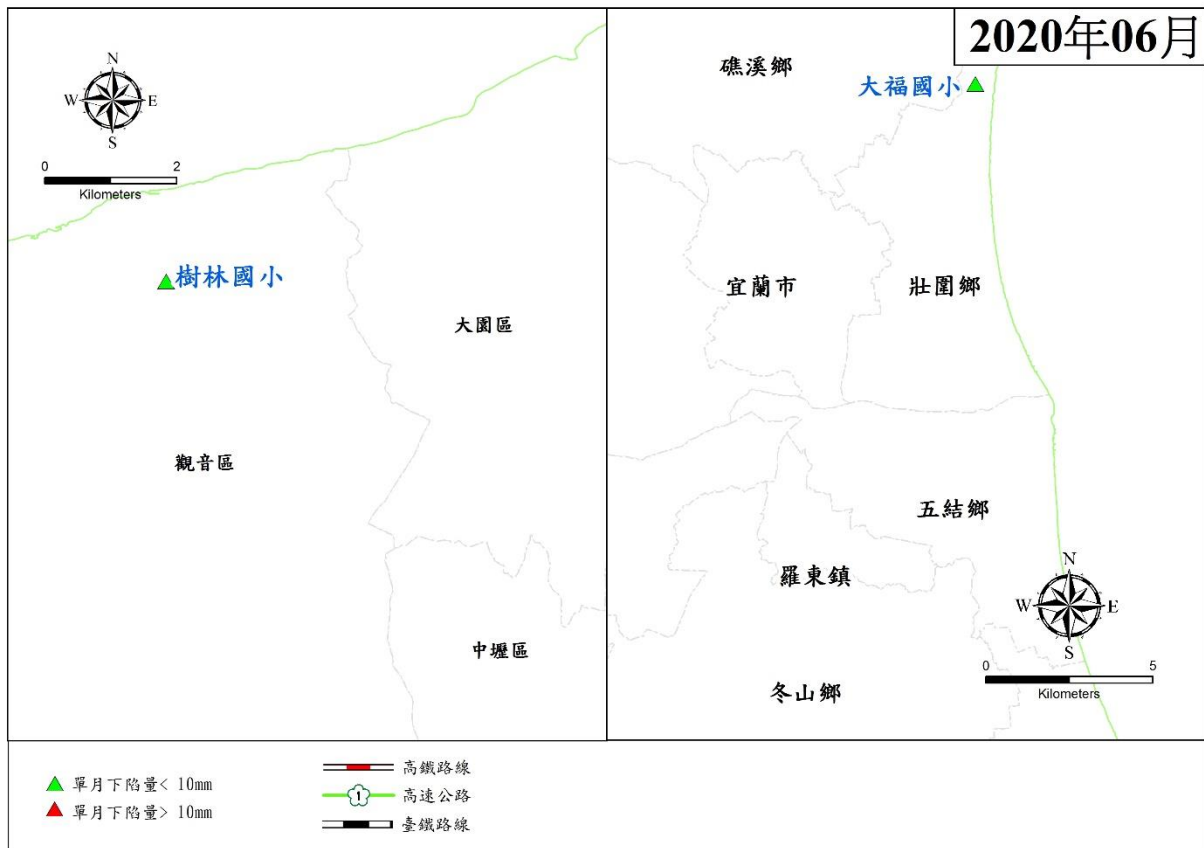 2020年06月
N
W
E
S
0
2
Kilometers
樹林國小
大園區
觀音區
中壢區
礁溪鄉
大福國小
宜蘭市
壯圍鄉
五結鄉
羅東鎮
冬山鄉
N
W
E
S
0
5
Kilometers
單月下陷量< 10mm
單月下陷量> 10mm
高鐵路線
1
高速公路
臺鐵路線